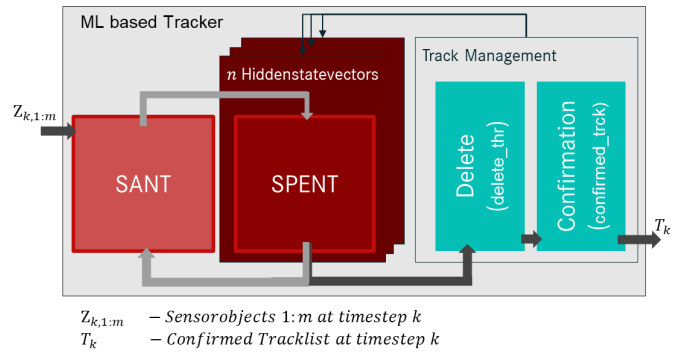 ML based Tracker
n Hiddenstatevectors
Track Management
Z_{k,1:m}
SANT
SPENT
Delete
(delete_thr)
Confirmation
(confirmed_trck)
T_k
Z_{k,1:m} – Sensorobjects 1:m at timestep k
T_k – Confirmed Tracklist at timestep k